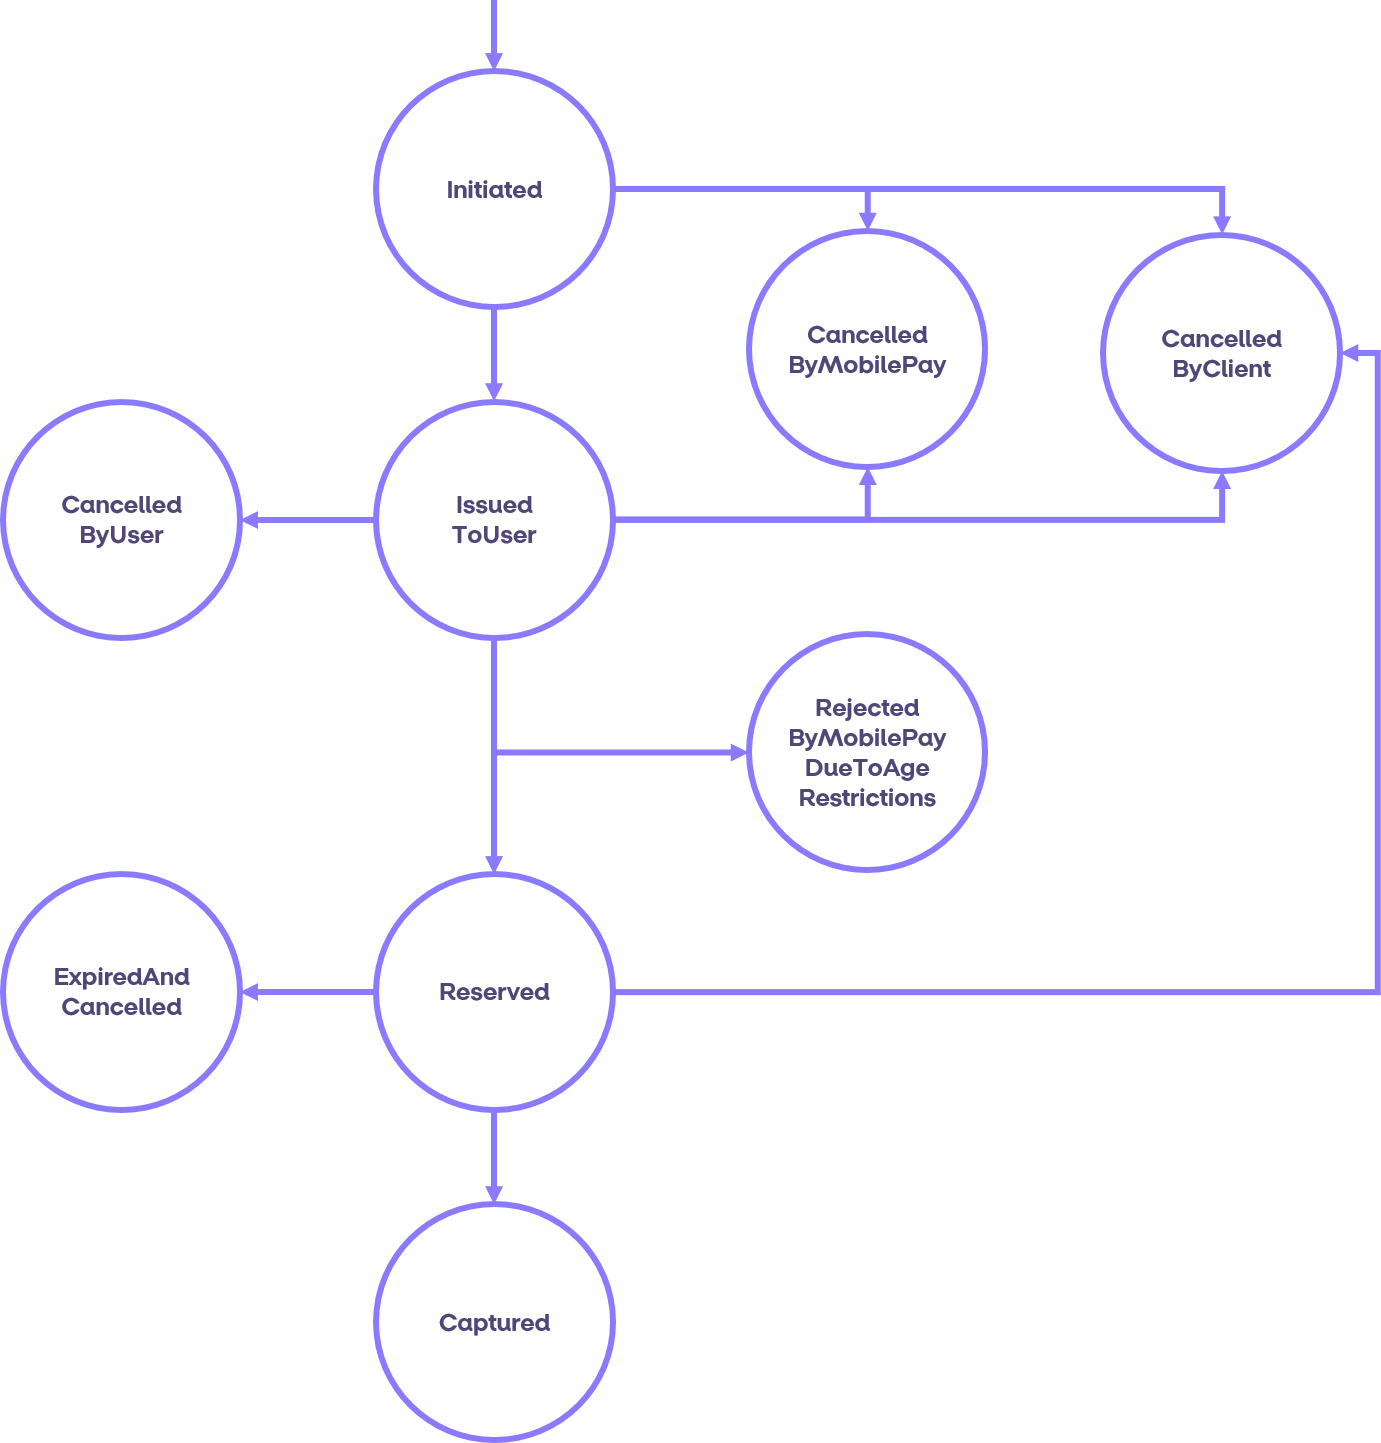 Initiated
Cancelled
ByMobilePay
Cancelled
ByClient
Cancelled
ByUser
Issued
ToUser
Rejected
ByMobilePay
DueToAge
Restrictions
ExpiredAnd
Cancelled
Reserved
Captured